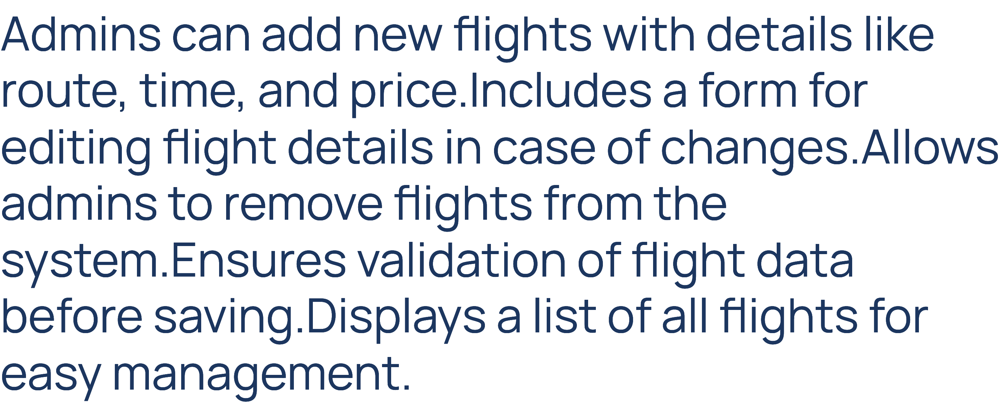 Admins can add new flights with details like
route, time, and price.Includes a form for
editing flight details in case of changes.Allows
admins to remove flights from the
system.Ensures validation of flight data
before saving.Displays a list of all flights for
easy management.